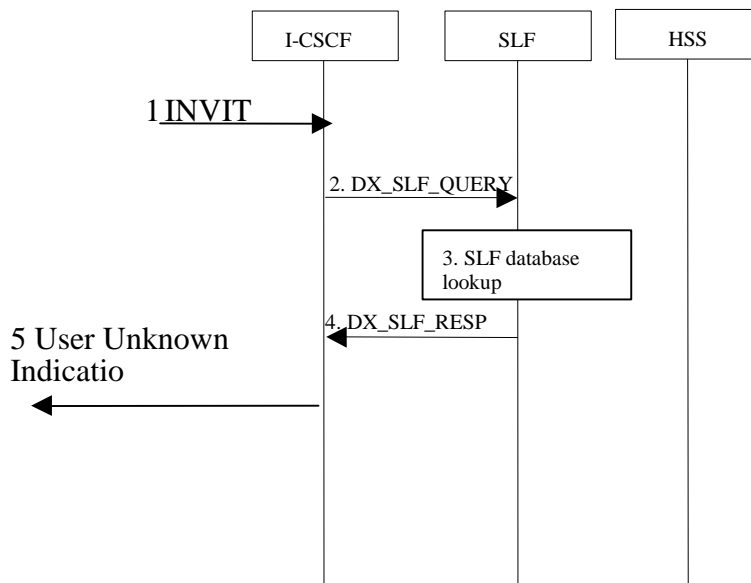 I-CSCF
SLF
HSS
1 INVIT
2. DX_SLF_QUERY
3. SLF database
lookup
4. DX_SLF_RESP
5 User Unknown
Indicatio